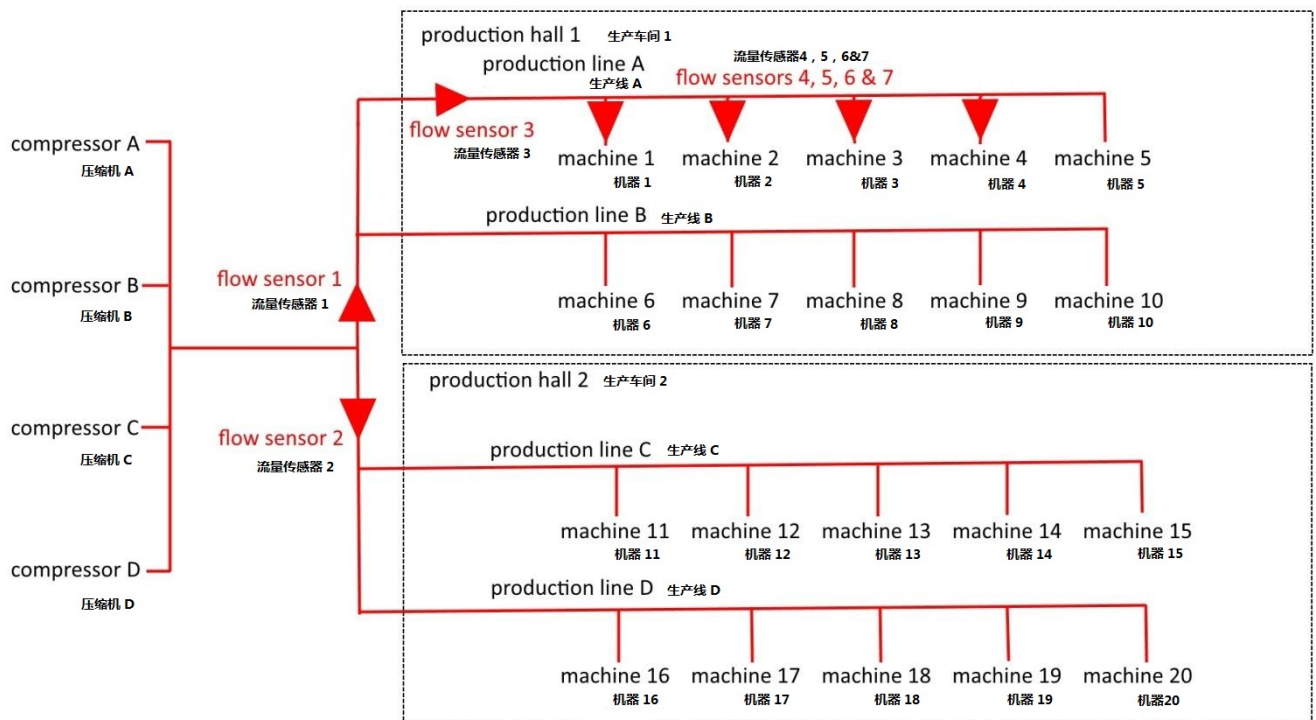 production hall 1 生产车间 1
production line A
生产线 A
流量传感器4，5，6&7
flow sensors 4, 5, 6 & 7
flow sensor 3
流量传感器 3
machine 1 machine 2 machine 3 machine 4 machine 5
机器 1 机器 2 机器 3 机器 4 机器 5
compressor A
压缩机 A
production line B 生产线 B
flow sensor 1
流量传感器 1
compressor B
压缩机 B
machine 6 machine 7 machine 8 machine 9 machine 10
机器 6 机器 7 机器 8 机器 9 机器 10
production hall 2 生产车间 2
compressor C
压缩机 C
flow sensor 2
流量传感器 2
production line C 生产线 C
machine 11 machine 12 machine 13 machine 14 machine 15
机器 11 机器 12 机器 13 机器 14 机器 15
compressor D
压缩机 D
production line D 生产线 D
machine 16 machine 17 machine 18 machine 19 machine 20
机器 16 机器 17 机器 18 机器 19 机器20